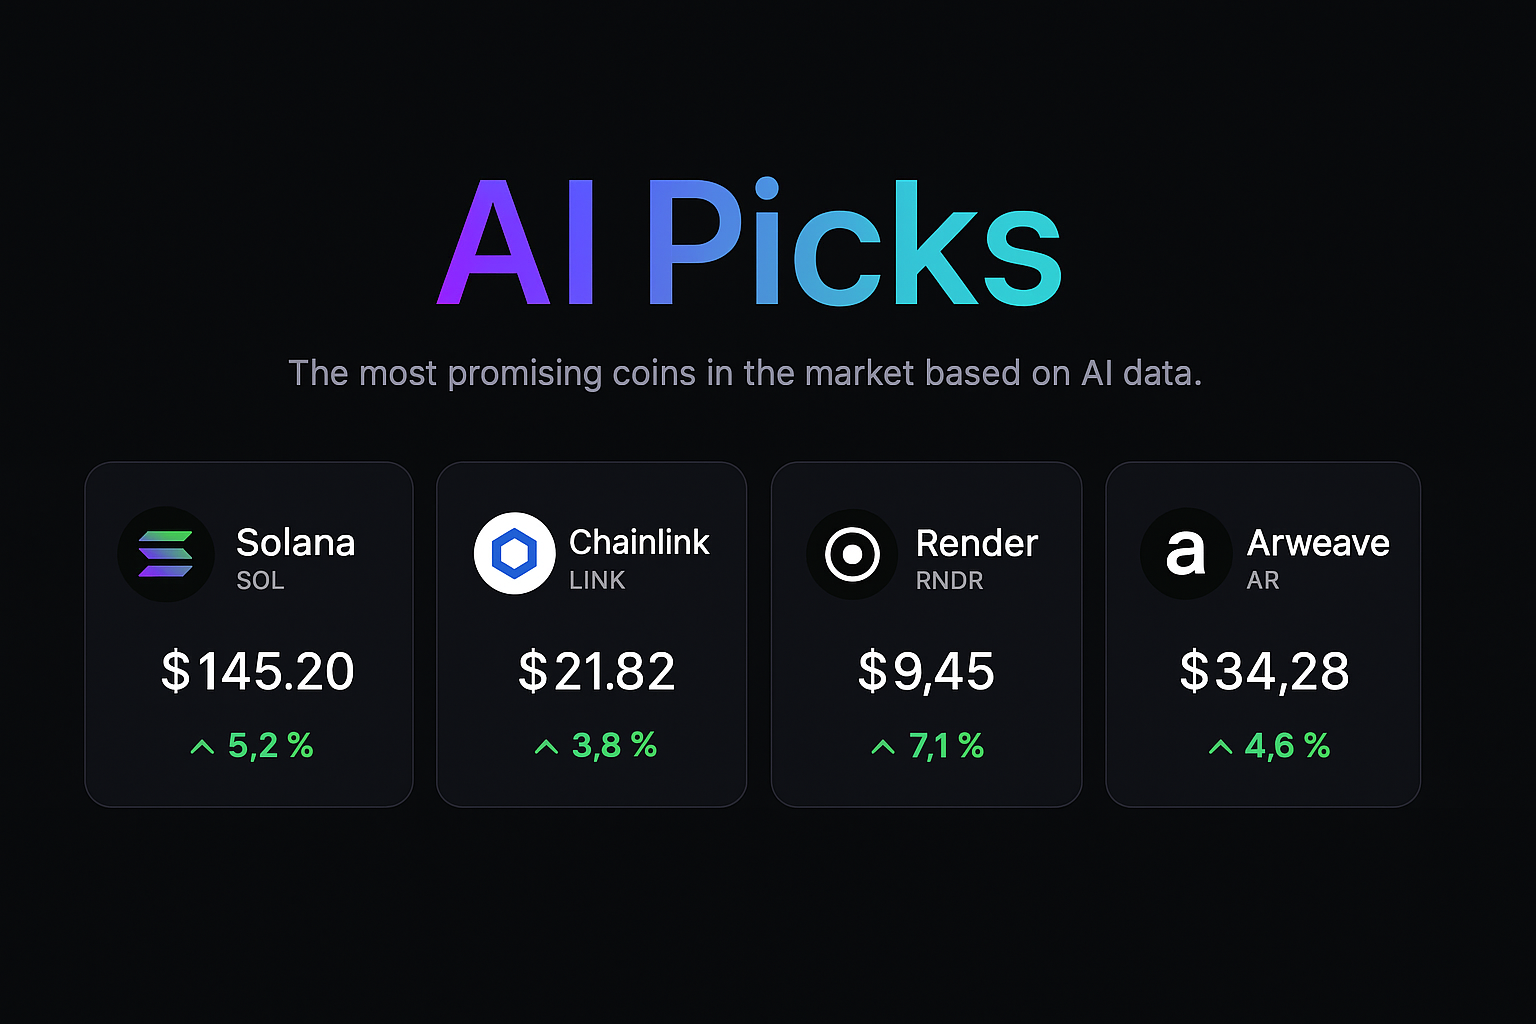 AI Picks
The most promising coins in the market based on AI data.
Solana
SOL
$145.20
5,2 %
Chainlink
LINK
$21.82
3,8 %
Render
RNDR
$9,45
7,1 %
a
Arweave
AR
$34,28
4,6 %